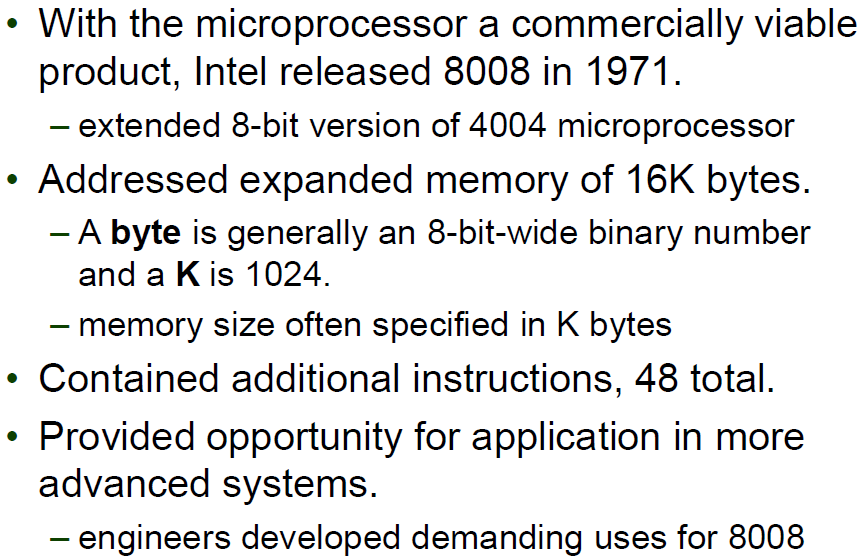 • With the microprocessor a commercially viable
product, Intel released 8008 in 1971.
– extended 8-bit version of 4004 microprocessor
• Addressed expanded memory of 16K bytes.
– A byte is generally an 8-bit-wide binary number
and a K is 1024.
– memory size often specified in K bytes
• Contained additional instructions, 48 total.
• Provided opportunity for application in more
advanced systems.
– engineers developed demanding uses for 8008